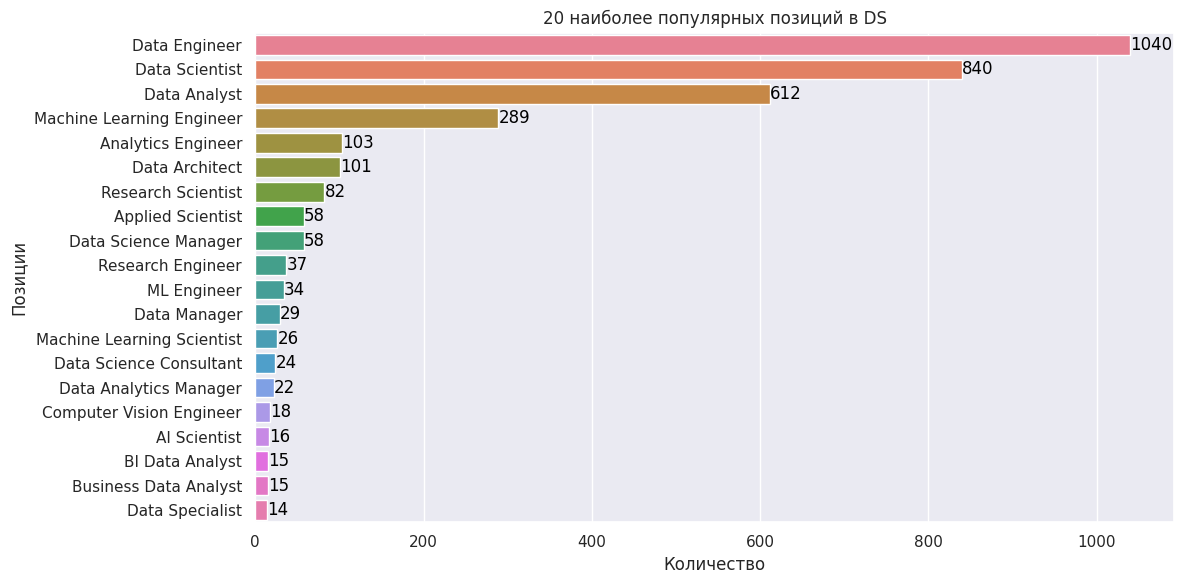 20 наиболее популярных позиций в DS
Позиции
Data Engineer 1040
Data Scientist 840
Data Analyst 612
Machine Learning Engineer 289
Analytics Engineer 103
Data Architect 101
Research Scientist 82
Applied Scientist 58
Data Science Manager 58
Research Engineer 37
ML Engineer 34
Data Manager 29
Machine Learning Scientist 26
Data Science Consultant 24
Data Analytics Manager 22
Computer Vision Engineer 18
AI Scientist 16
BI Data Analyst 15
Business Data Analyst 15
Data Specialist 14
0 200 400 600 800 1000
Количество